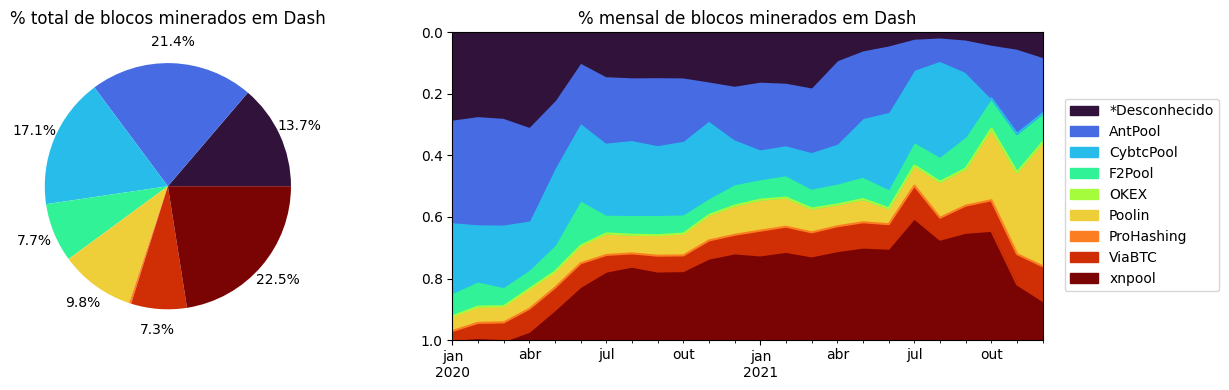 % total de blocos minerados em Dash
21.4%
13.7%
17.1%
7.7%
9.8%
7.3%
22.5%
% mensal de blocos minerados em Dash
0.0
0.2
0.4
0.6
0.8
1.0
jan
2020
abr
jul
out
jan
2021
abr
jul
out
*Desconhecido
AntPool
CybtcPool
F2Pool
OKEX
Poolin
ProHashing
ViaBTC
xnpool